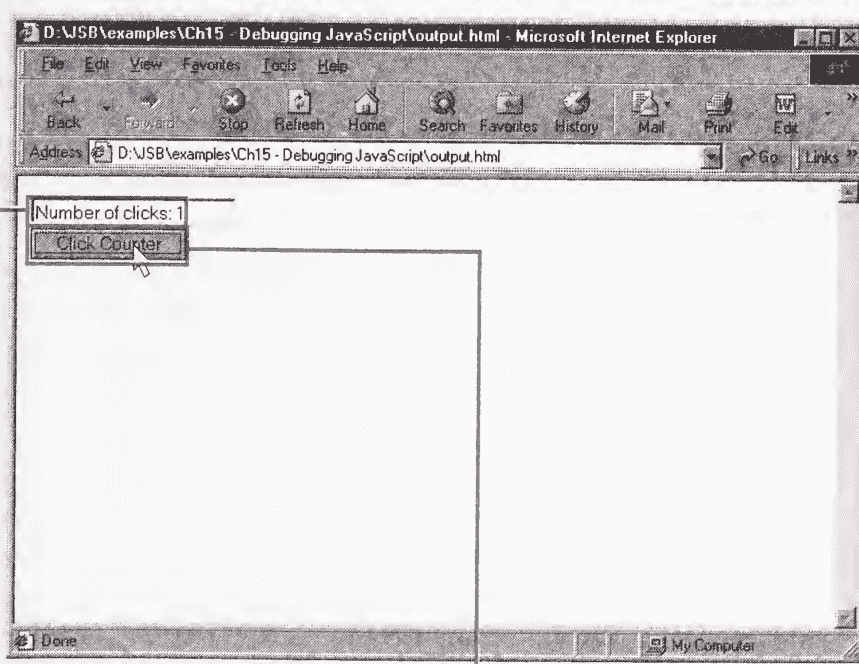 D:\JSB\examples\Ch15 - Debugging JavaScript\output.html - Microsoft Internet Explorer
File Edit View Favorites Tools Help
Back Forward Stop Refresh Home Search Favorites History Mail Print Edit
Address D:\JSB\examples\Ch15 - Debugging JavaScript\output.html Go Links
Number of clicks: 1
Click Counter
Done My Computer